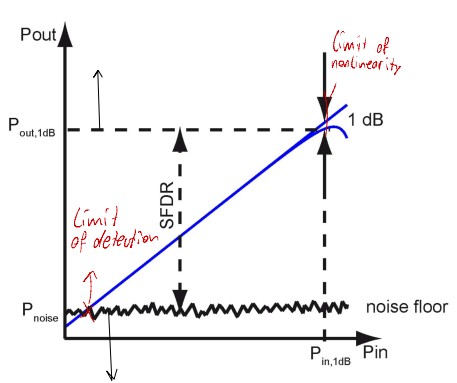 Pout
Limit of
nonlinearity
Pout,1dB
1 dB
SFDR
Limit
of detection
Pnoise
noise floor
Pin,1dB
Pin